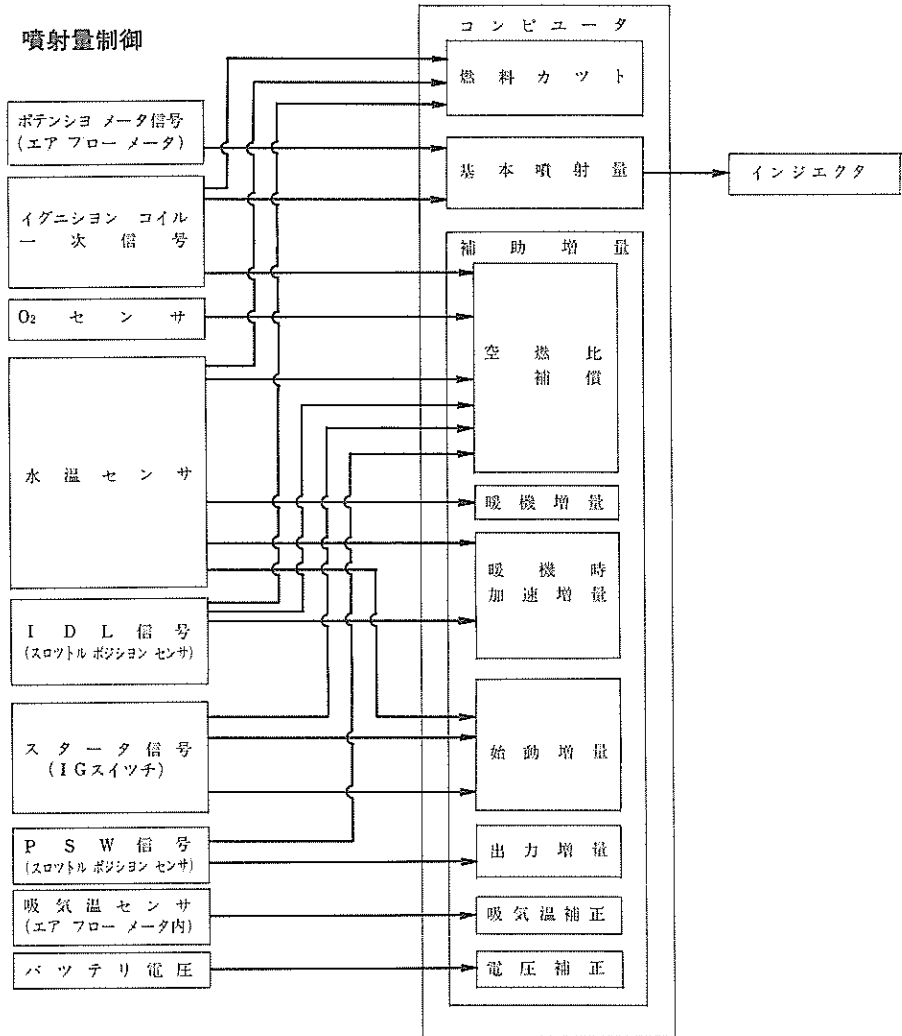 噴射量制御
コンピュータ
燃料カット
ポテンショ メータ信号
(エア フロー メータ)
基本噴射量
インジエクタ
イグニション コイル
一次信号
補助増量
空燃比
補償
O₂ センサ
水温センサ
暖機増量
暖機時
加速増量
IDL信号
(スロツトル ポジション センサ)
スタータ信号
(IGスイツチ)
始動増量
PSW信号
(スロツトル ポジション センサ)
出力増量
吸気温センサ
(エア フロー メータ内)
吸気温補正
バツテリ電圧
電圧補正